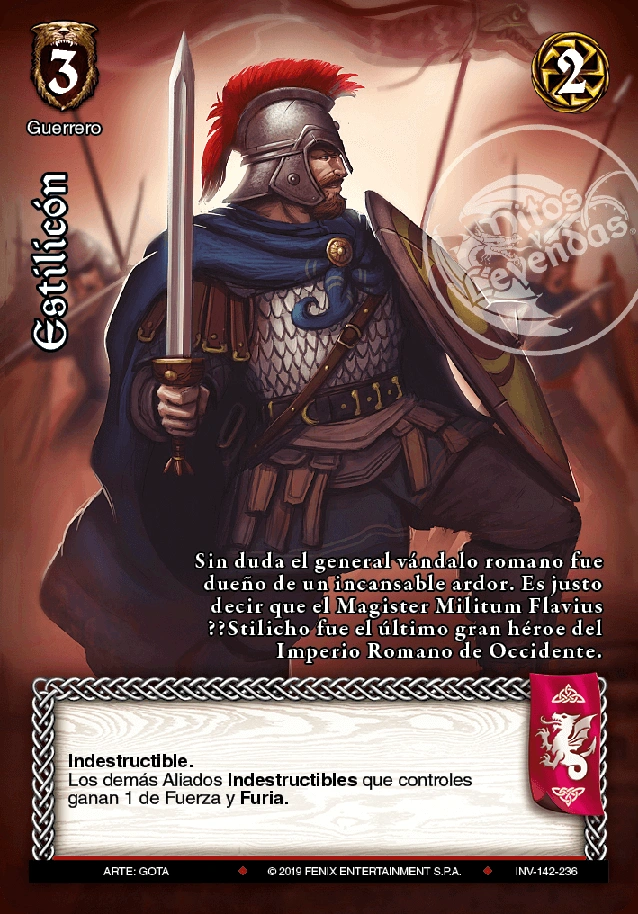 3
2
Guerrero
Estilicón
Mitos
y
Leyendas®
Sin duda el general vándalo romano fue
dueño de un incansable ardor. Es justo
decir que el Magister Militum Flavius
??Stilicho fue el último gran héroe del
Imperio Romano de Occidente.
Indestructible.
Los demás Aliados Indestructibles que controles
ganan 1 de Fuerza y Furia.
ARTE: GOTA © 2019 FENIX ENTERTAINMENT S.P.A. INV-142-236